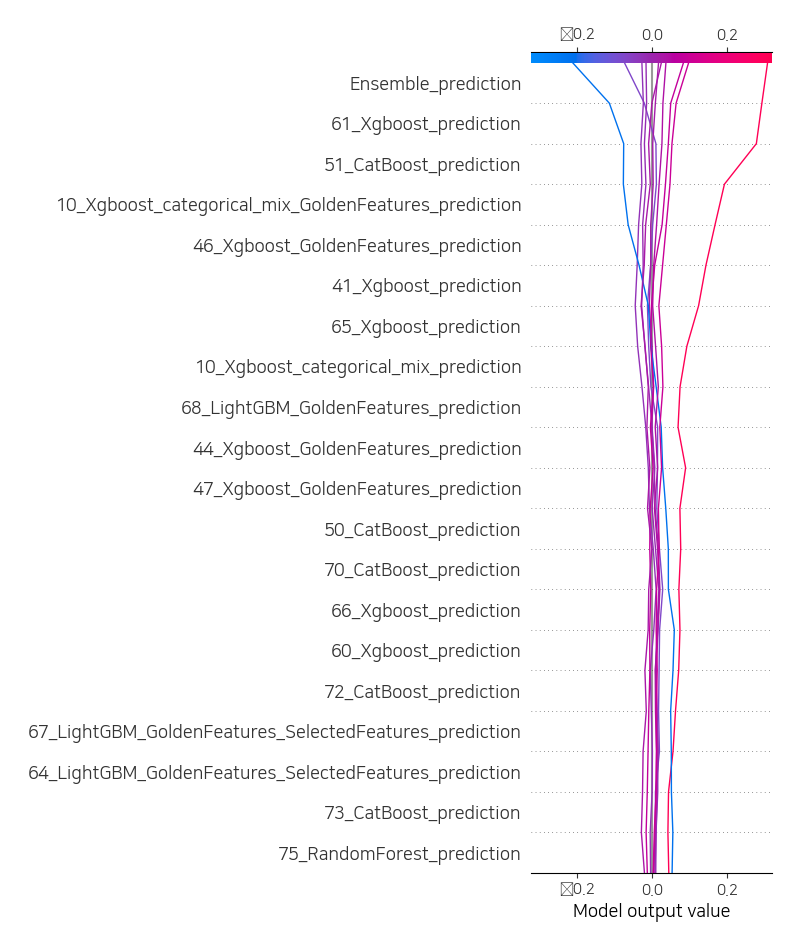 0.2 0.0 0.2
Ensemble_prediction
61_Xgboost_prediction
51_CatBoost_prediction
10_Xgboost_categorical_mix_GoldenFeatures_prediction
46_Xgboost_GoldenFeatures_prediction
41_Xgboost_prediction
65_Xgboost_prediction
10_Xgboost_categorical_mix_prediction
68_LightGBM_GoldenFeatures_prediction
44_Xgboost_GoldenFeatures_prediction
47_Xgboost_GoldenFeatures_prediction
50_CatBoost_prediction
70_CatBoost_prediction
66_Xgboost_prediction
60_Xgboost_prediction
72_CatBoost_prediction
67_LightGBM_GoldenFeatures_SelectedFeatures_prediction
64_LightGBM_GoldenFeatures_SelectedFeatures_prediction
73_CatBoost_prediction
75_RandomForest_prediction
0.2 0.0 0.2
Model output value